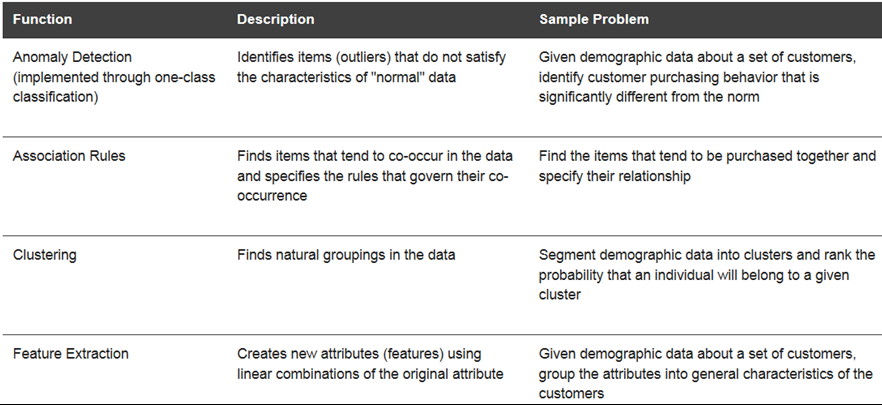 Function Description Sample Problem
Anomaly Detection Identifies items (outliers) that do not satisfy Given demographic data about a set of customers,
(implemented through one-class the characteristics of "normal" data identify customer purchasing behavior that is
classification) significantly different from the norm
Association Rules Finds items that tend to co-occur in the data Find the items that tend to be purchased together and
and specifies the rules that govern their co- specify their relationship
occurrence
Clustering Finds natural groupings in the data Segment demographic data into clusters and rank the
probability that an individual will belong to a given
cluster
Feature Extraction Creates new attributes (features) using Given demographic data about a set of customers,
linear combinations of the original attribute group the attributes into general characteristics of the
customers